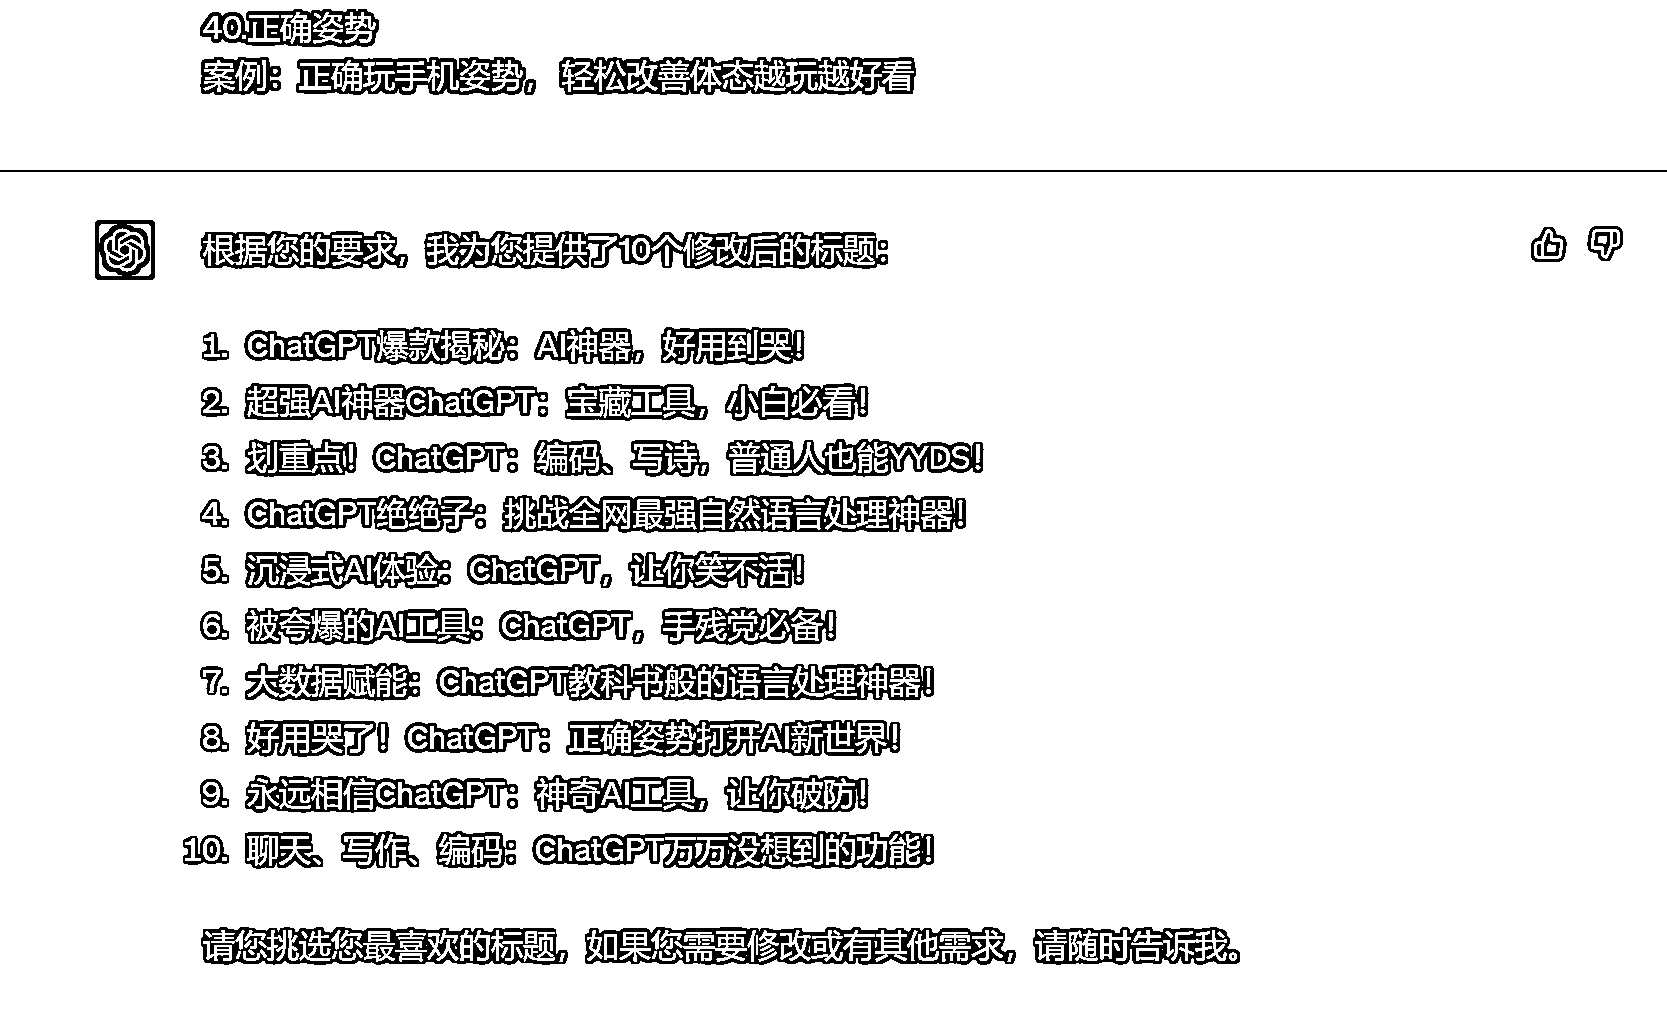 40.正确姿势
案例：正确玩手机姿势， 轻松改善体态越玩越好看
根据您的要求，我为您提供了10个修改后的标题：
1. ChatGPT爆款揭秘：AI神器，好用到哭！
2. 超强AI神器ChatGPT：宝藏工具，小白必看！
3. 划重点！ChatGPT：编码、写诗，普通人也能YYDS！
4. ChatGPT绝绝子：挑战全网最强自然语言处理神器！
5. 沉浸式AI体验：ChatGPT，让你笑不活！
6. 被夸爆的AI工具：ChatGPT，手残党必备！
7. 大数据赋能：ChatGPT教科书般的语言处理神器！
8. 好用哭了！ChatGPT：正确姿势打开AI新世界！
9. 永远相信ChatGPT：神奇AI工具，让你破防！
10. 聊天、写作、编码：ChatGPT万万没想到的功能！
请您挑选您最喜欢的标题，如果您需要修改或有其他需求，请随时告诉我。